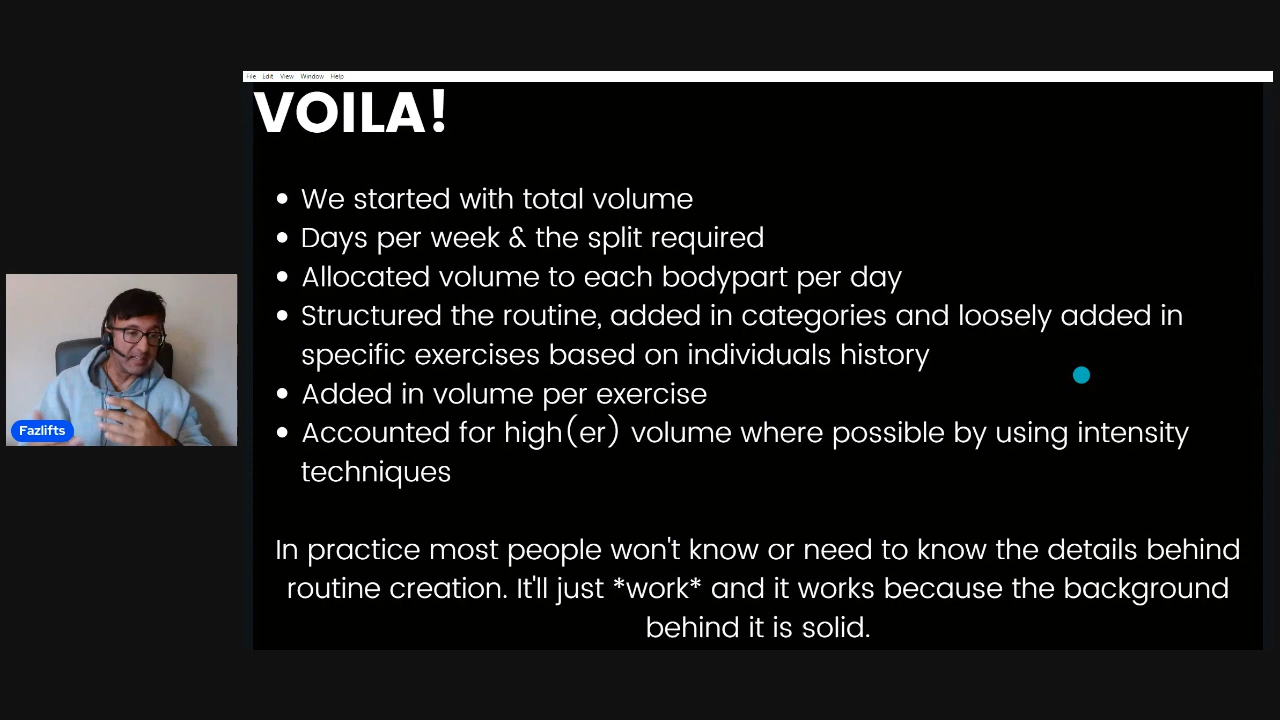 File Edit View Window Help
VOILA!
• We started with total volume
• Days per week & the split required
• Allocated volume to each bodypart per day
• Structured the routine, added in categories and loosely added in
specific exercises based on individuals history
• Added in volume per exercise
• Accounted for high(er) volume where possible by using intensity
techniques
In practice most people won't know or need to know the details behind
routine creation. It'll just *work* and it works because the background
behind it is solid.
Fazlifts